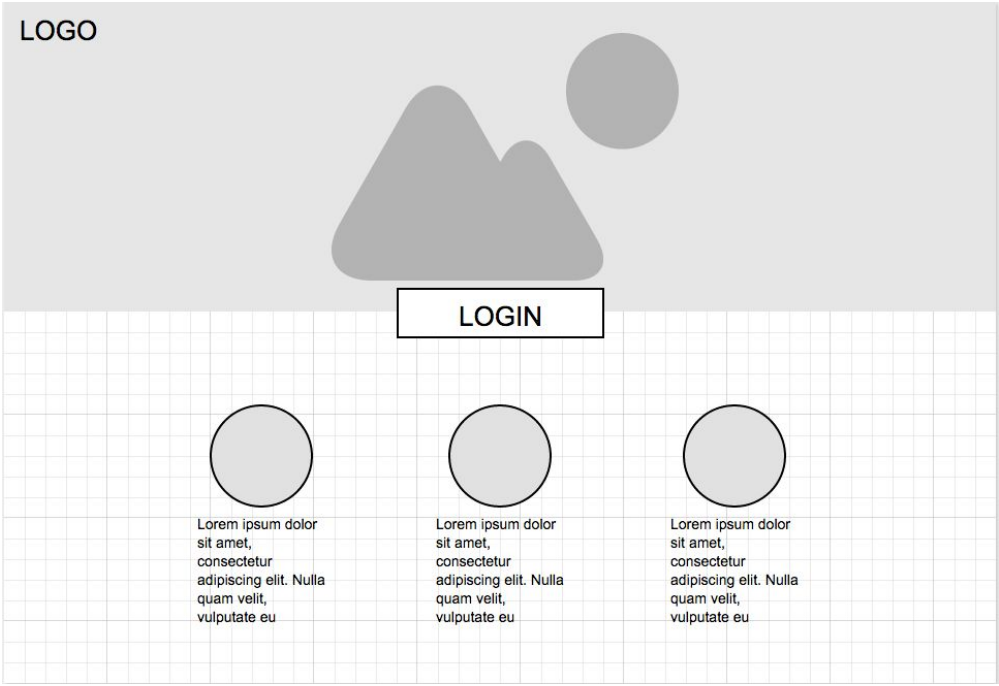 LOGO
LOGIN
Lorem ipsum dolor
sit amet,
consectetur
adipiscing elit. Nulla
quam velit,
vulputate eu
Lorem ipsum dolor
sit amet,
consectetur
adipiscing elit. Nulla
quam velit,
vulputate eu
Lorem ipsum dolor
sit amet,
consectetur
adipiscing elit. Nulla
quam velit,
vulputate eu